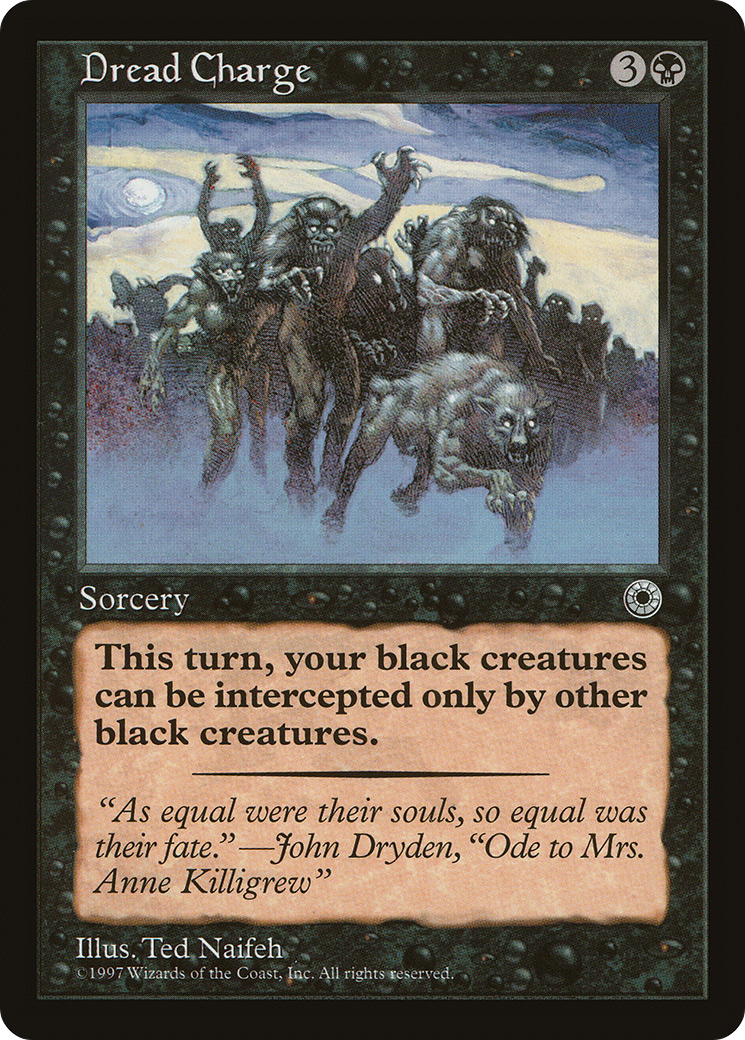 Dread Charge 3
Sorcery
This turn, your black creatures
can be intercepted only by other
black creatures.
“As equal were their souls, so equal was
their fate.”—John Dryden, “Ode to Mrs.
Anne Killigrew”
Illus. Ted Naifeh
©1997 Wizards of the Coast, Inc. All rights reserved.